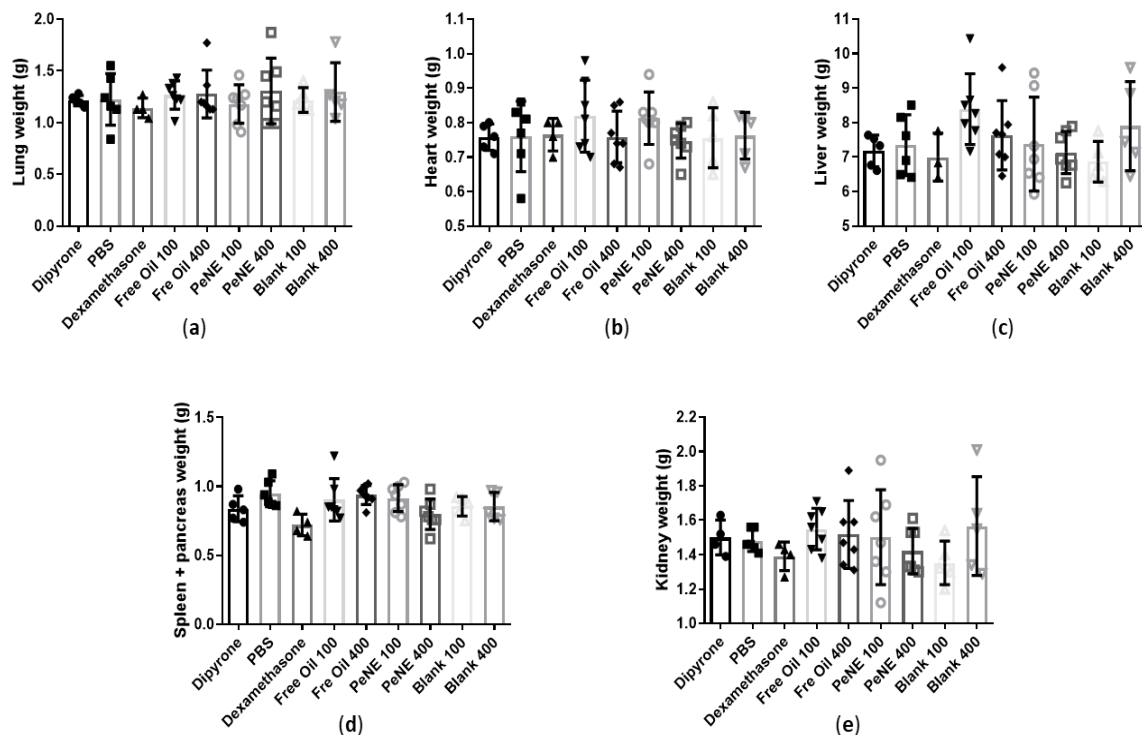 Lung weight (g)
2.0
1.5
1.0
0.5
0.0
Dipyrone
PBS
Dexamethasone
Free Oil 100
Fre Oil 400
PeNE 100
PeNE 400
Blank 100
Blank 400
(a)
Heart weight (g)
1.1
1.0
0.9
0.8
0.7
0.6
0.5
Dipyrone
PBS
Dexamethasone
Free Oil 100
Fre Oil 400
PeNE 100
PeNE 400
Blank 100
Blank 400
(b)
Liver weight (g)
11
10
9
8
7
6
5
Dipyrone
PBS
Dexamethasone
Free Oil 100
Fre Oil 400
PeNE 100
PeNE 400
Blank 100
Blank 400
(c)
Spleen + pancreas weight (g)
1.5
1.0
0.5
0.0
Dipyrone
PBS
Dexamethasone
Free Oil 100
Fre Oil 400
PeNE 100
PeNE 400
Blank 100
Blank 400
(d)
Kidney weight (g)
2.2
2.0
1.8
1.6
1.4
1.2
1.0
Dipyrone
PBS
Dexamethasone
Free Oil 100
Fre Oil 400
PeNE 100
PeNE 400
Blank 100
Blank 400
(e)